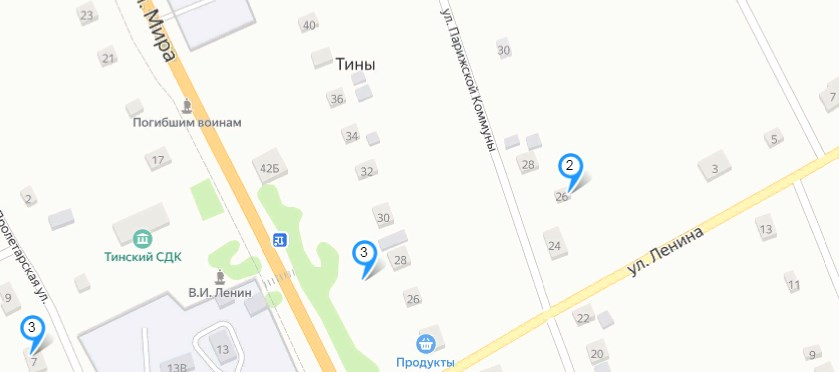 23
. Мира
21
40
Тины
ул. Парижской Коммуны
30
36
7
Погибшим воинам
34
5
17
42Б
32
28
2
3
26
2
30
13
Тинский СДК
24
ул. Ленина
3
28
Пролетарская ул.
11
В.И. Ленин
9
26
22
3
7
13
13В
Продукты
20
9